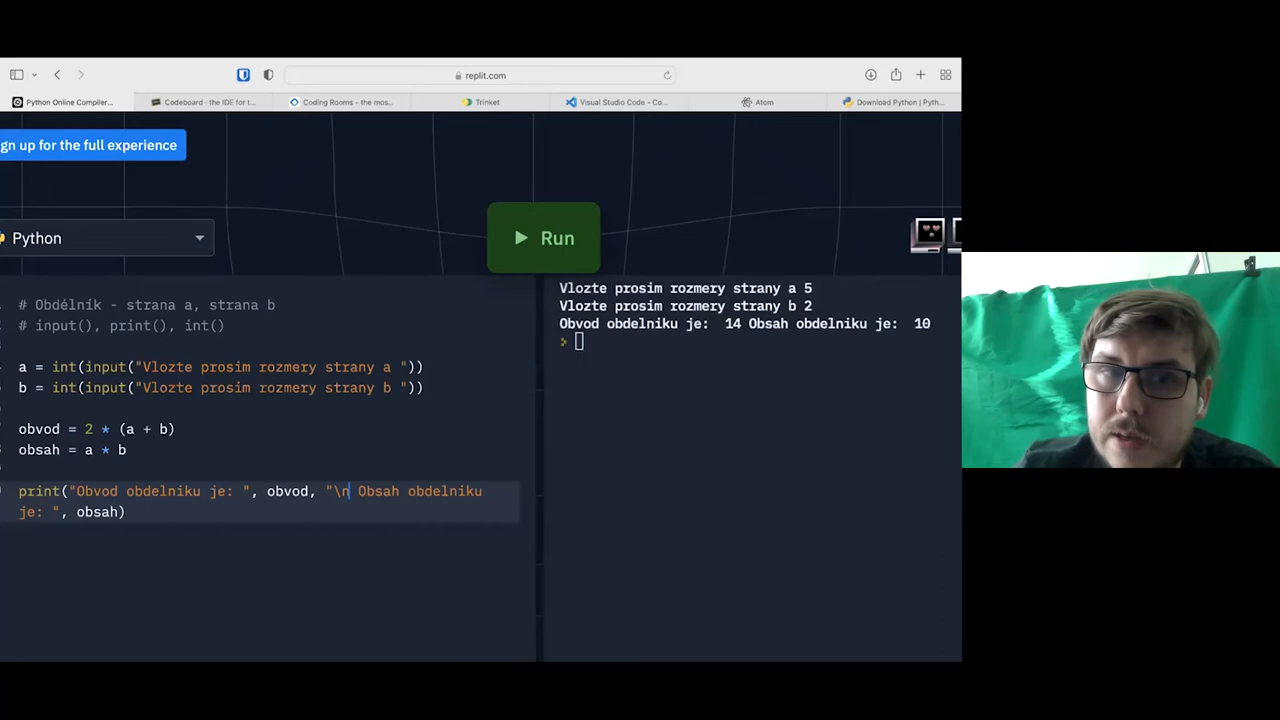 replit.com
Python Online Compiler...
Codeboard - the IDE for t...
Coding Rooms - the mos...
Trinket
Visual Studio Code - Co...
Atom
Download Python | Pyth...
gn up for the full experience
Python
Run
# Obdélník - strana a, strana b
# input(), print(), int()
a = int(input("Vlozte prosim rozmery strany a "))
b = int(input("Vlozte prosim rozmery strany b "))
obvod = 2 * (a + b)
obsah = a * b
print("Obvod obdelniku je: ", obvod, "\n Obsah obdelniku
je: ", obsah)
Vlozte prosim rozmery strany a 5
Vlozte prosim rozmery strany b 2
Obvod obdelniku je:  14 Obsah obdelniku je:  10
>